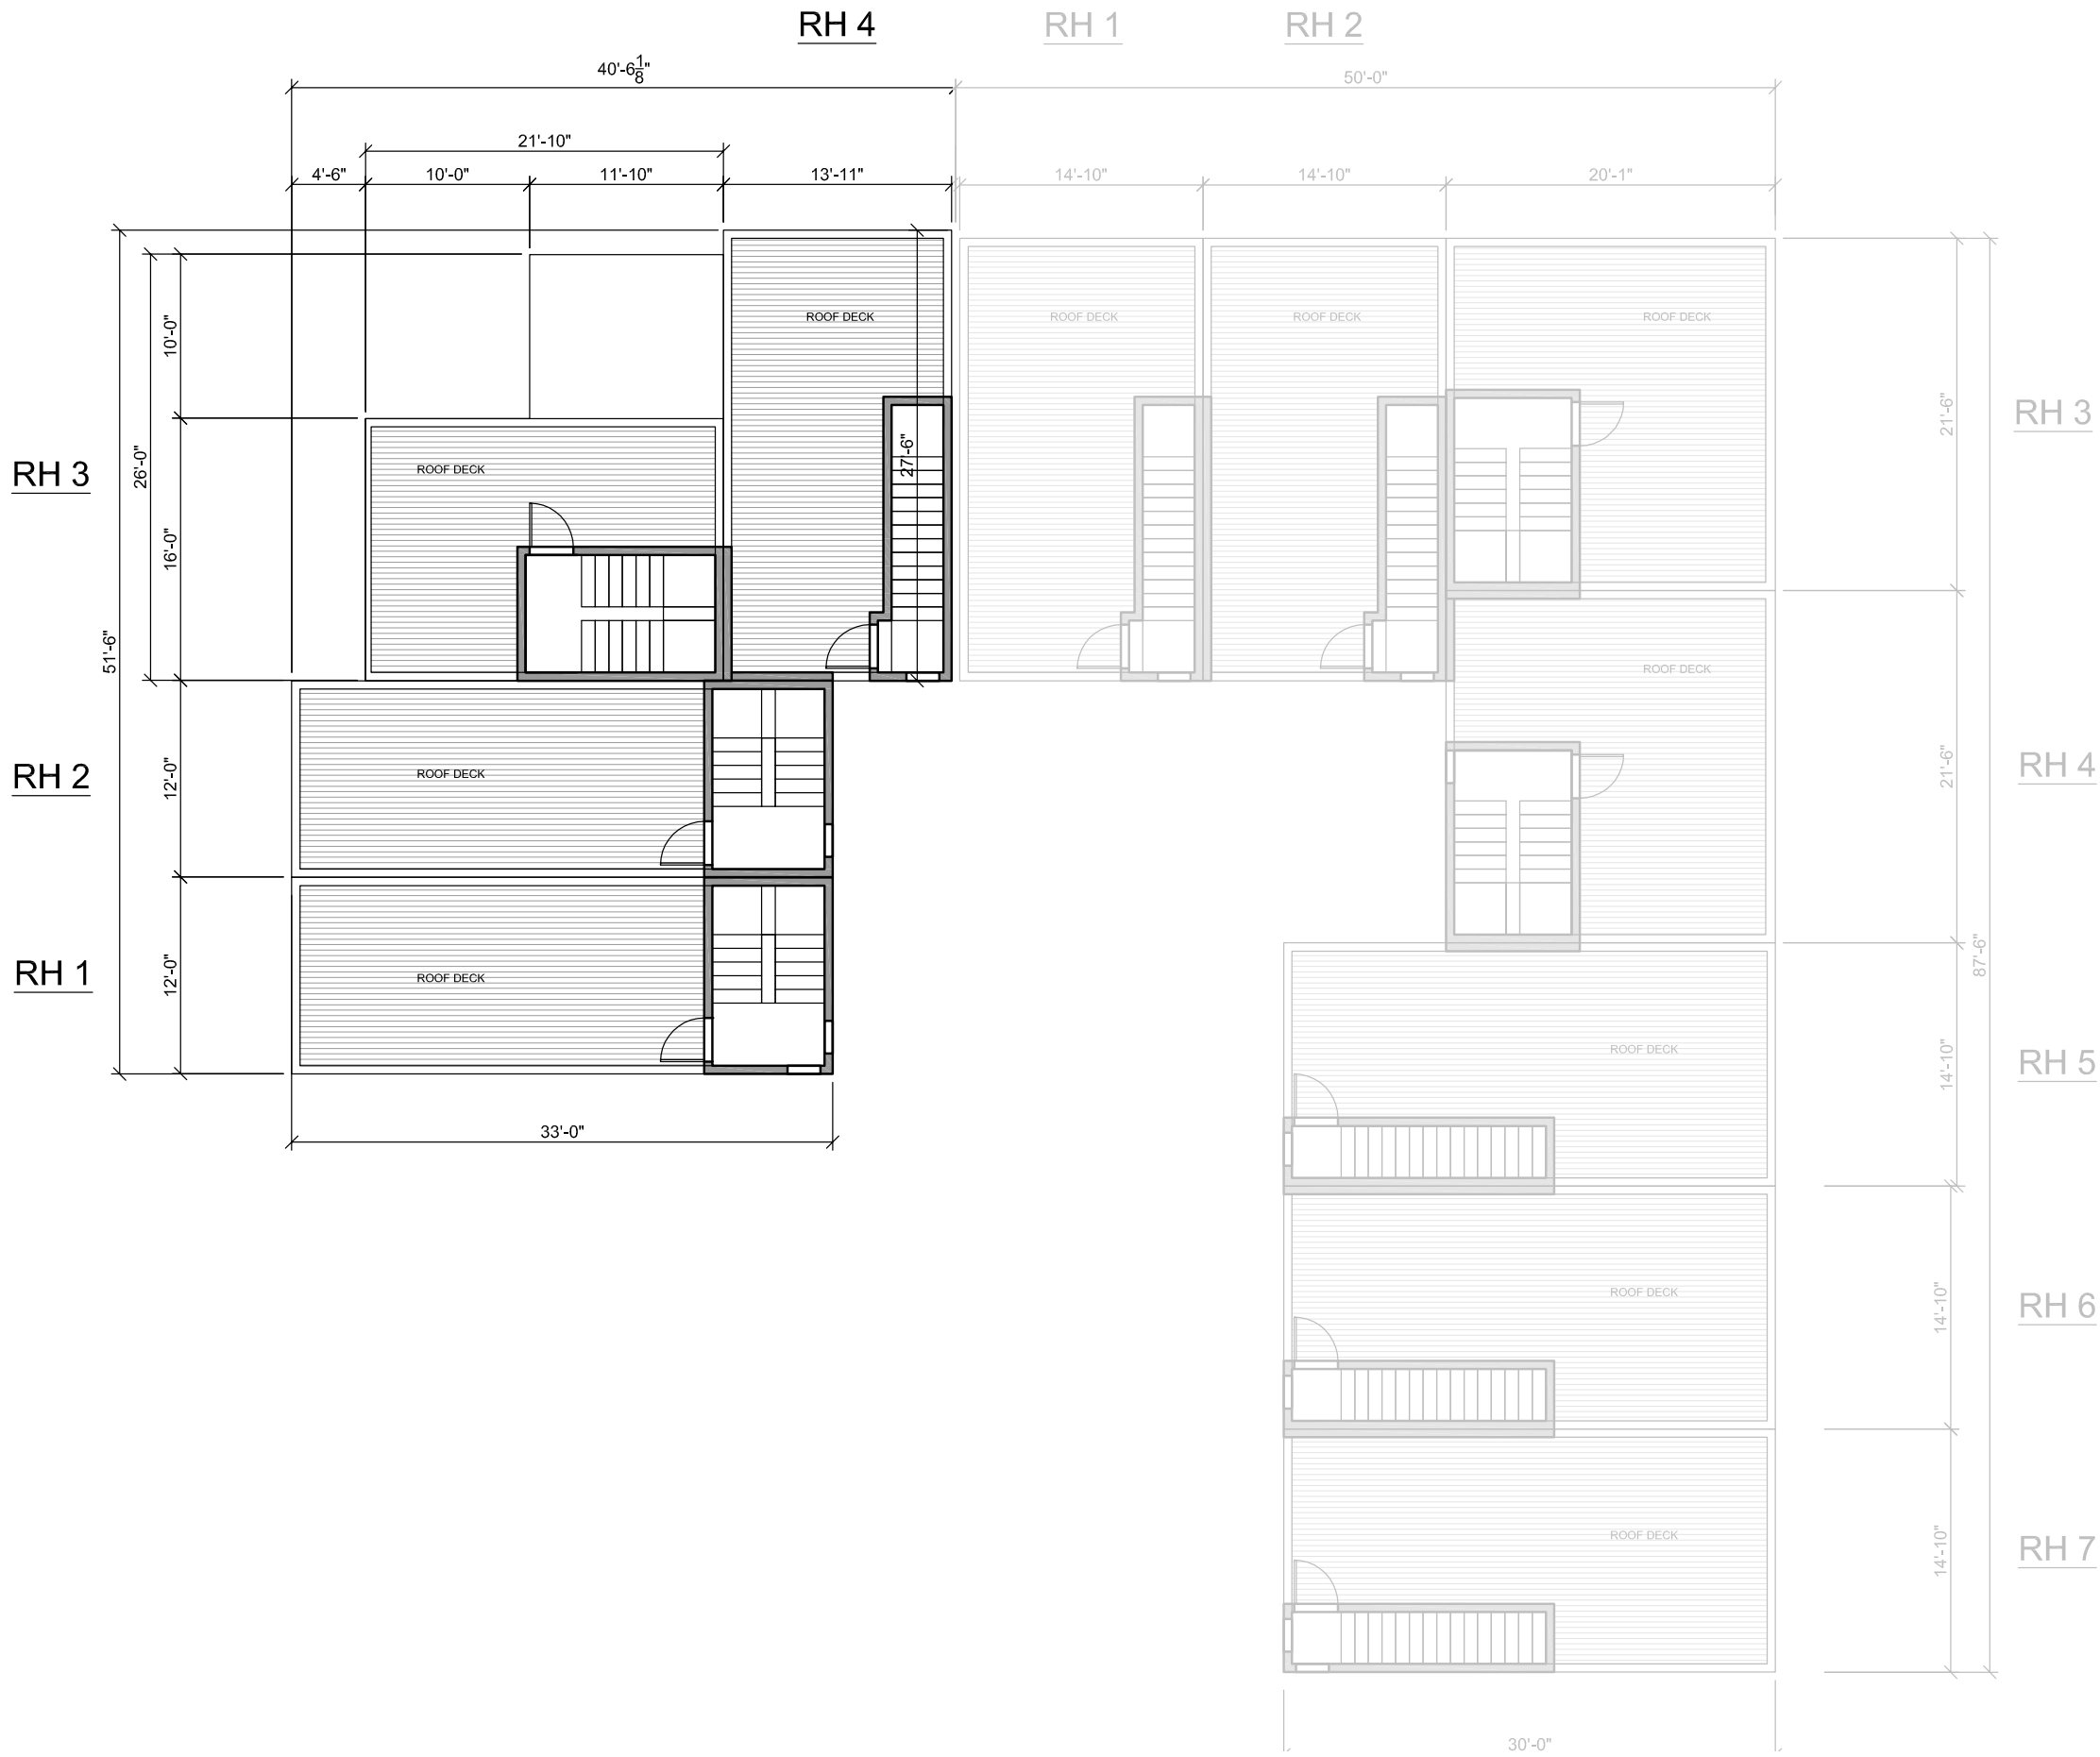 RH 4
RH 1
RH 2
40'-6 1/8"
50'-0"
21'-10"
4'-6"
10'-0"
11'-10"
13'-11"
14'-10"
14'-10"
20'-1"
ROOF DECK
ROOF DECK
ROOF DECK
ROOF DECK
10'-0"
21'-6"
RH 3
27'-6"
26'-0"
RH 3
ROOF DECK
16'-0"
51'-6"
ROOF DECK
RH 2
12'-0"
ROOF DECK
21'-6"
RH 4
RH 1
12'-0"
ROOF DECK
87'-6"
ROOF DECK
14'-10"
RH 5
33'-0"
ROOF DECK
14'-10"
RH 6
ROOF DECK
14'-10"
RH 7
30'-0"